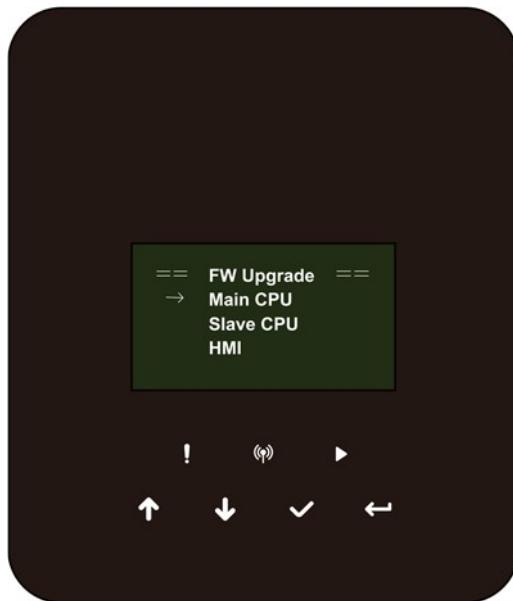 == FW Upgrade ==
→ Main CPU
Slave CPU
HMI